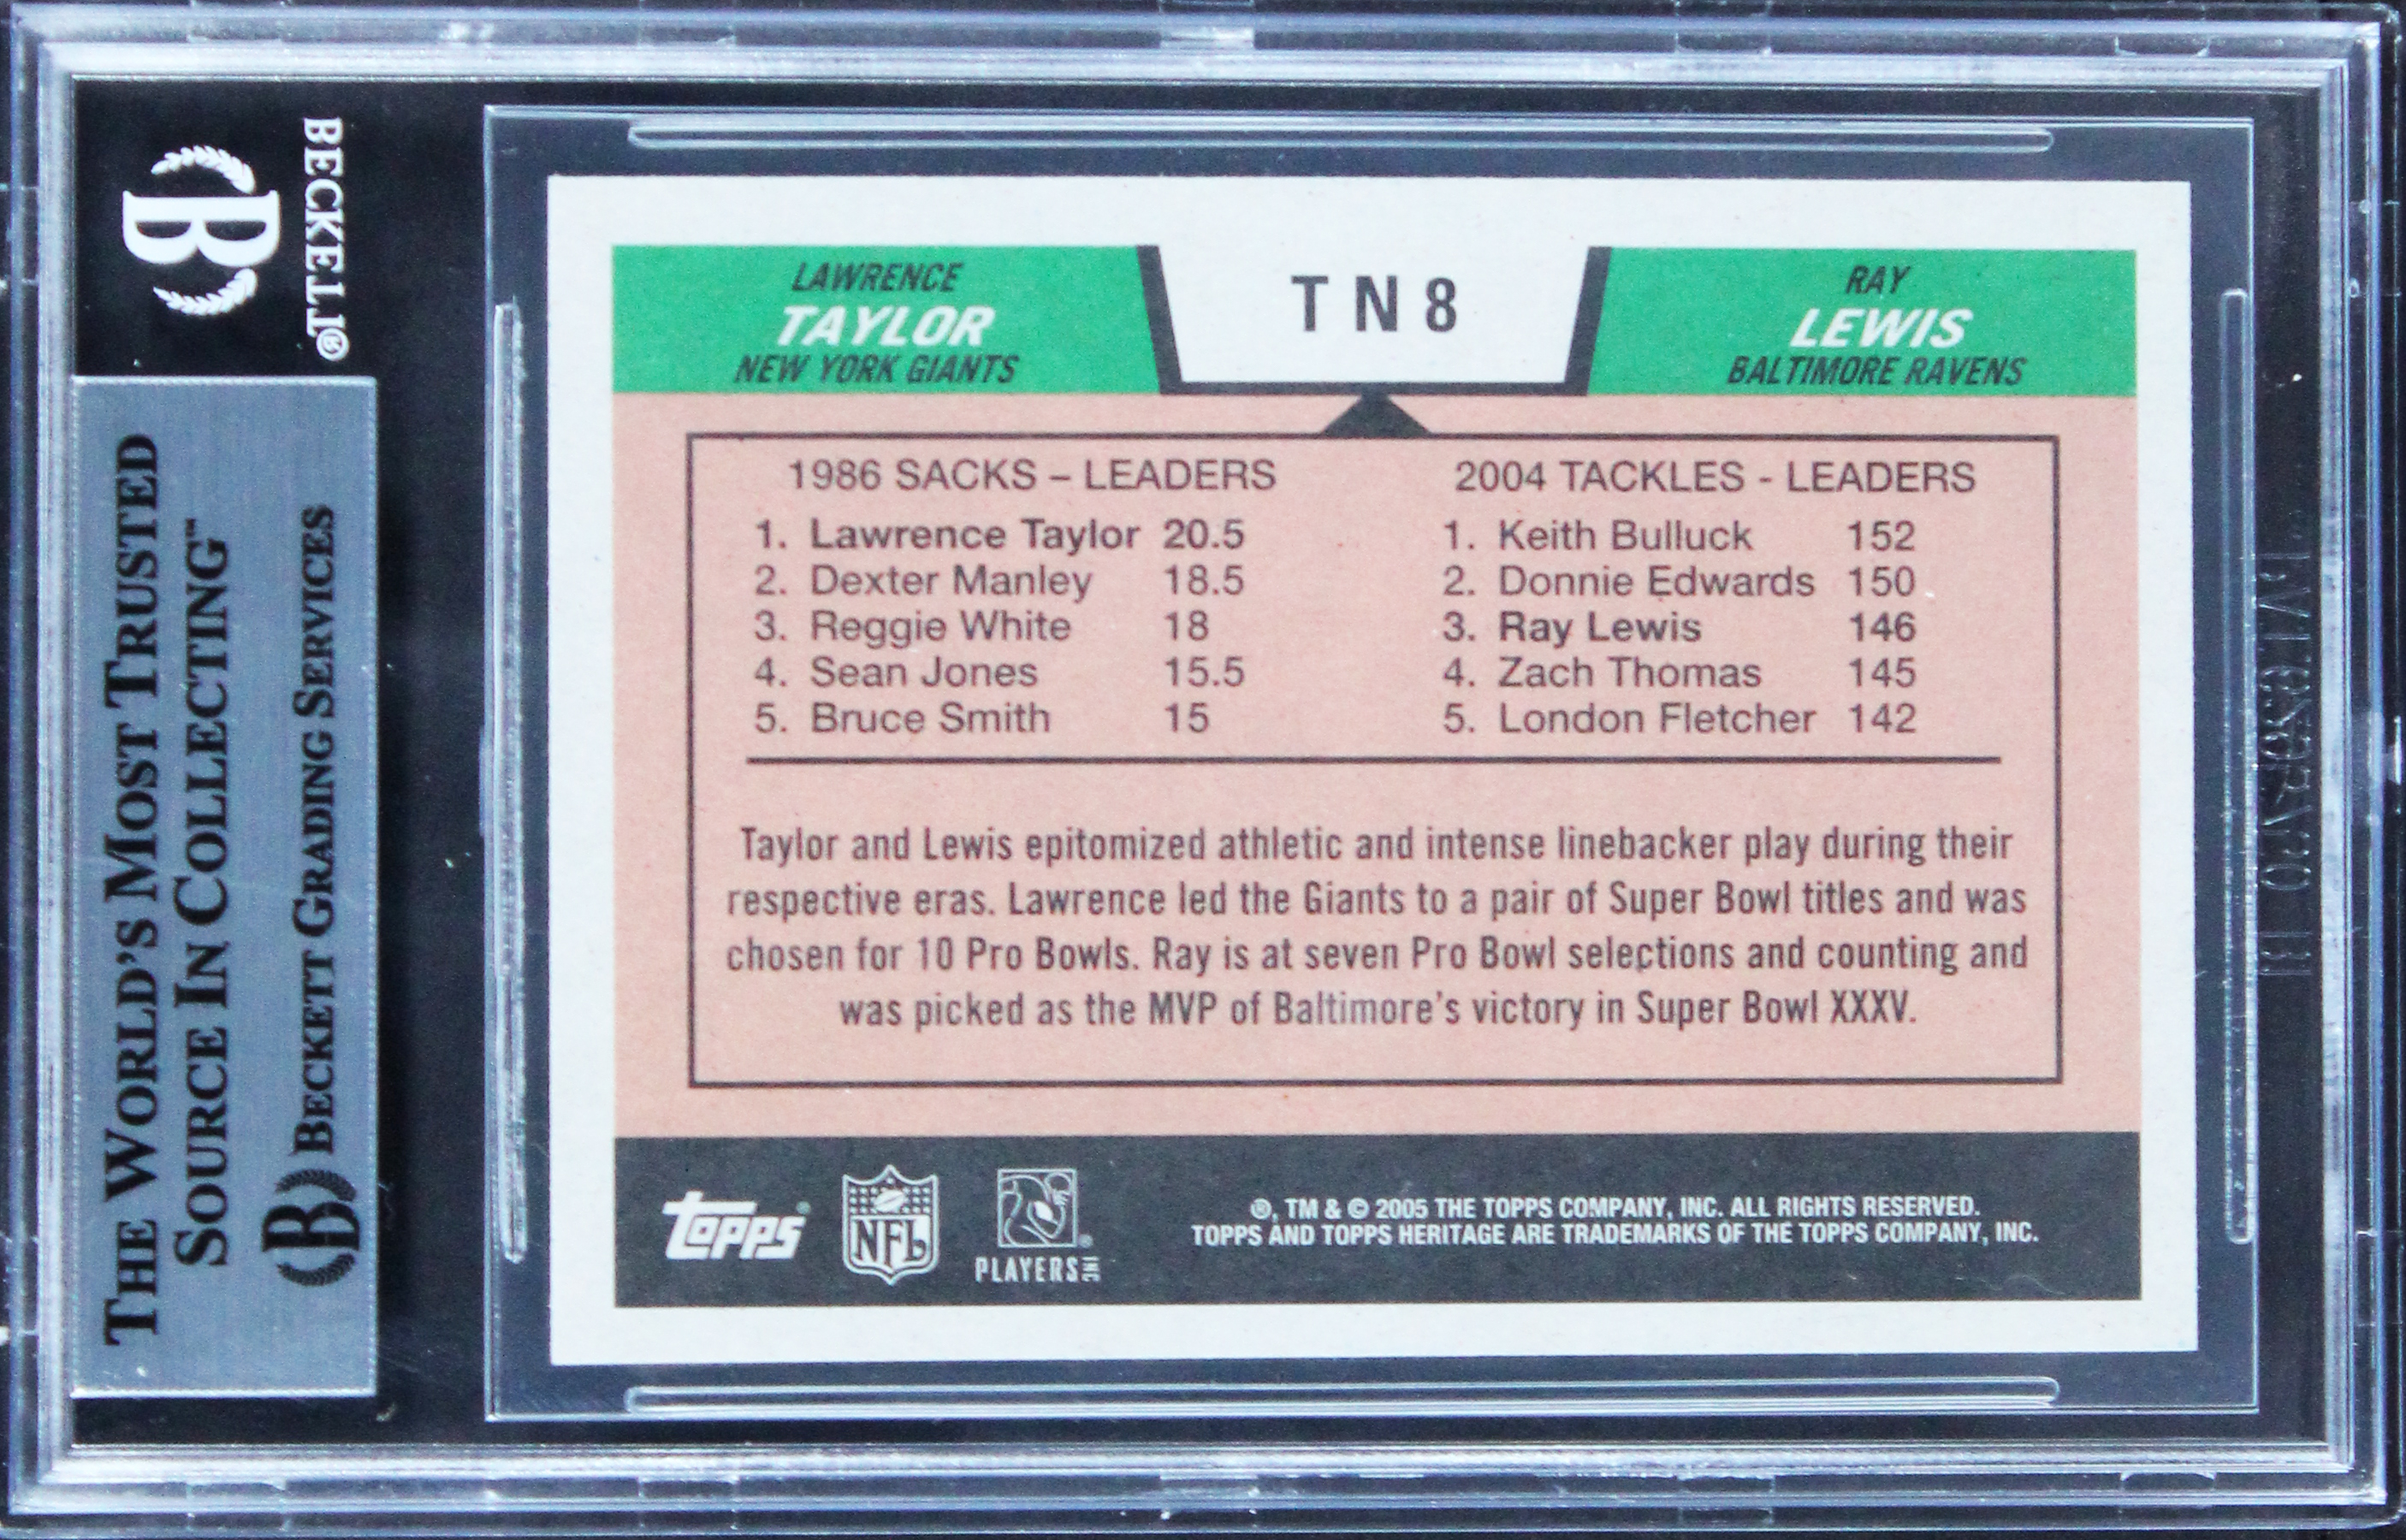 BECKETT®
B
THE WORLD'S MOST TRUSTED
SOURCE IN COLLECTING™
B BECKETT GRADING SERVICES
LAWRENCE
TAYLOR
NEW YORK GIANTS
TN8
RAY
LEWIS
BALTIMORE RAVENS
1986 SACKS – LEADERS
1. Lawrence Taylor 20.5
2. Dexter Manley 18.5
3. Reggie White 18
4. Sean Jones 15.5
5. Bruce Smith 15
2004 TACKLES - LEADERS
1. Keith Bulluck 152
2. Donnie Edwards 150
3. Ray Lewis 146
4. Zach Thomas 145
5. London Fletcher 142
Taylor and Lewis epitomized athletic and intense linebacker play during their
respective eras. Lawrence led the Giants to a pair of Super Bowl titles and was
chosen for 10 Pro Bowls. Ray is at seven Pro Bowl selections and counting and
was picked as the MVP of Baltimore's victory in Super Bowl XXXV.
topps®
NFL
PLAYERS INC
®, TM & © 2005 THE TOPPS COMPANY, INC. ALL RIGHTS RESERVED.
TOPPS AND TOPPS HERITAGE ARE TRADEMARKS OF THE TOPPS COMPANY, INC.